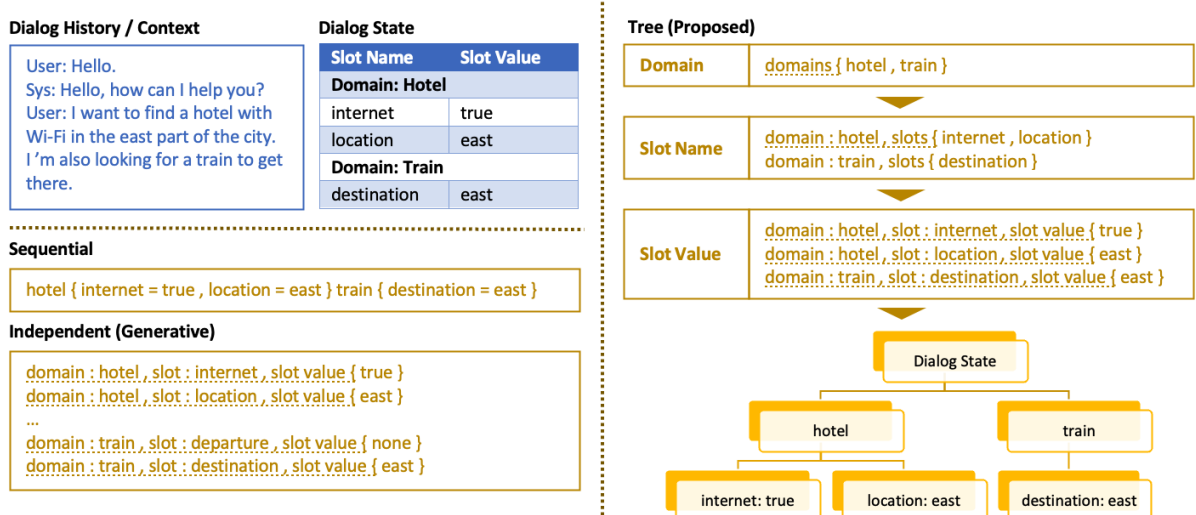 Dialog History / Context
User: Hello.
Sys: Hello, how can I help you?
User: I want to find a hotel with
Wi-Fi in the east part of the city.
I 'm also looking for a train to get
there.
Dialog State
Slot Name Slot Value
Domain: Hotel
internet true
location east
Domain: Train
destination east
Sequential
hotel { internet = true , location = east } train { destination = east }
Independent (Generative)
domain : hotel , slot : internet , slot value { true }
domain : hotel , slot : location , slot value { east }
...
domain : train , slot : departure , slot value { none }
domain : train , slot : destination , slot value { east }
Tree (Proposed)
Domain domains { hotel , train }
Slot Name
domain : hotel , slots { internet , location }
domain : train , slots { destination }
Slot Value
domain : hotel , slot : internet , slot value { true }
domain : hotel , slot : location , slot value { east }
domain : train , slot : destination , slot value { east }
Dialog State
hotel train
internet: true location: east destination: east